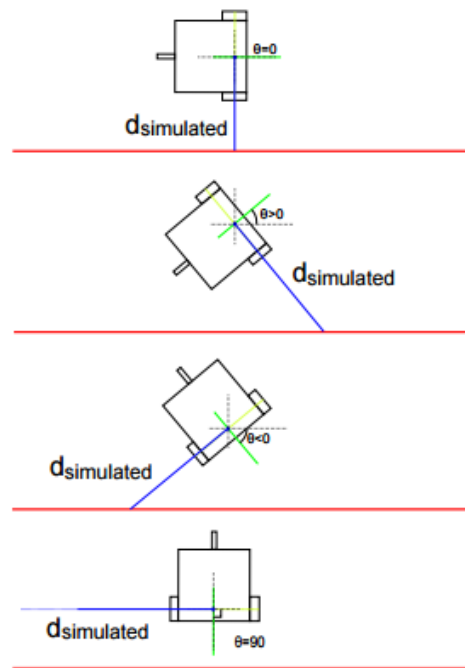 θ=0
dsimulated
θ>0
dsimulated
θ<0
dsimulated
dsimulated
θ=90